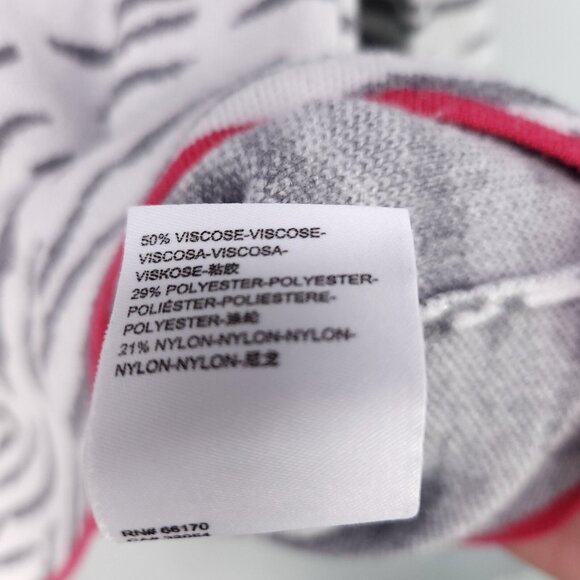 50% VISCOSE-VISCOSE-
VISCOSA-VISCOSA-
VISKOSE-粘胶
29% POLYESTER-POLYESTER-
POLIÉSTER-POLIESTERE-
POLYESTER-涤纶
21% NYLON-NYLON-NYLON-
NYLON-NYLON-尼龙
RN# 66170